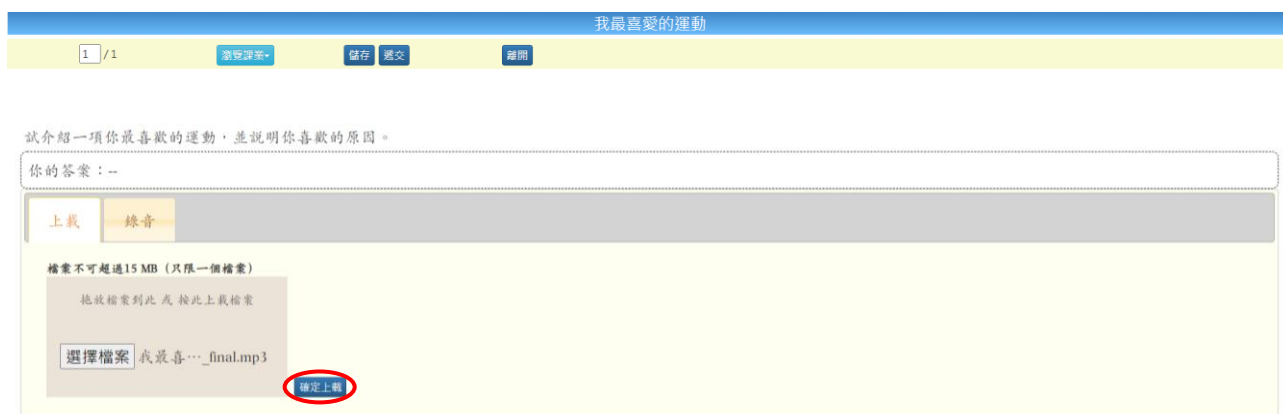 我最喜愛的運動
1 /1 瀏覽課業 儲存 遞交 離開
試介紹一項你最喜歡的運動，並說明你喜歡的原因。
你的答案：--
上載 錄音
檔案不可超過15 MB（只限一個檔案）
拖放檔案到此 或 按此上載檔案
選擇檔案 我最喜…_final.mp3
確定上載